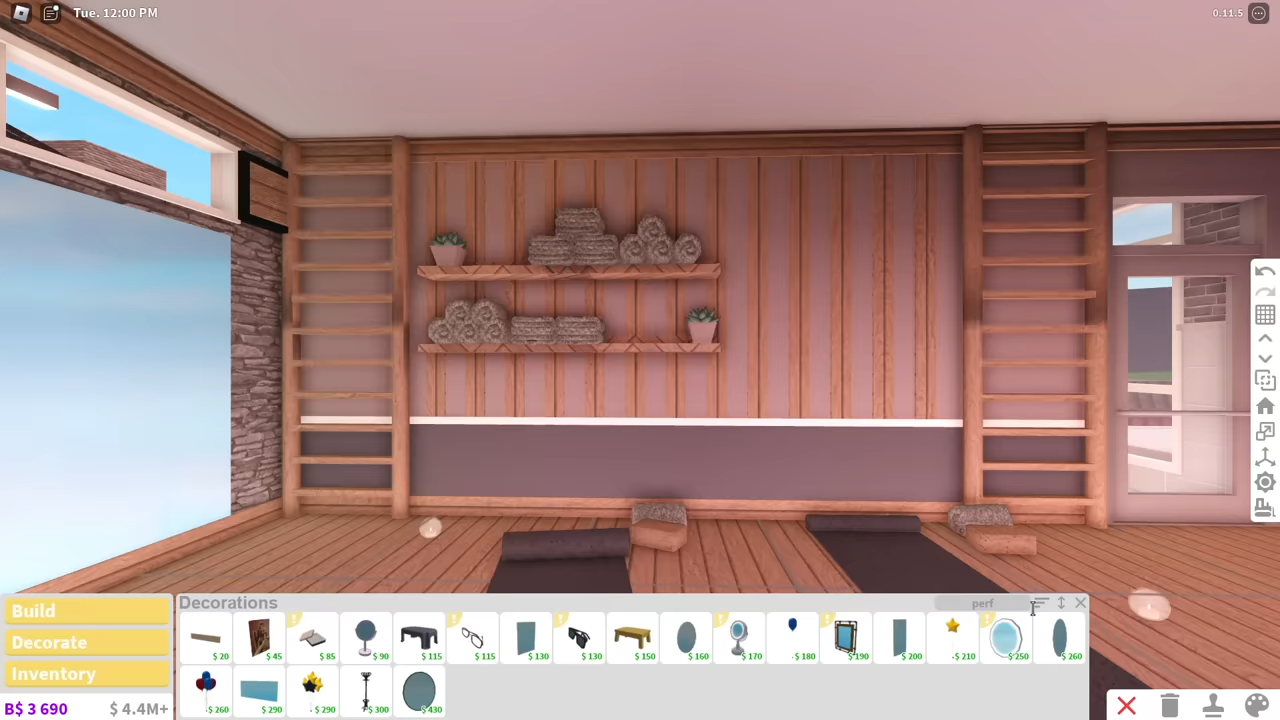 Tue. 12:00 PM
0.11.5
Build
Decorate
Inventory
B$ 3 690
$ 4.4M+
Decorations
perf
$ 20
$ 45
$ 85
$ 90
$ 115
$ 115
$ 130
$ 130
$ 150
$ 160
$ 170
$ 180
$ 190
$ 200
$ 210
$ 250
$ 260
$ 260
$ 290
$ 290
$ 300
$ 430